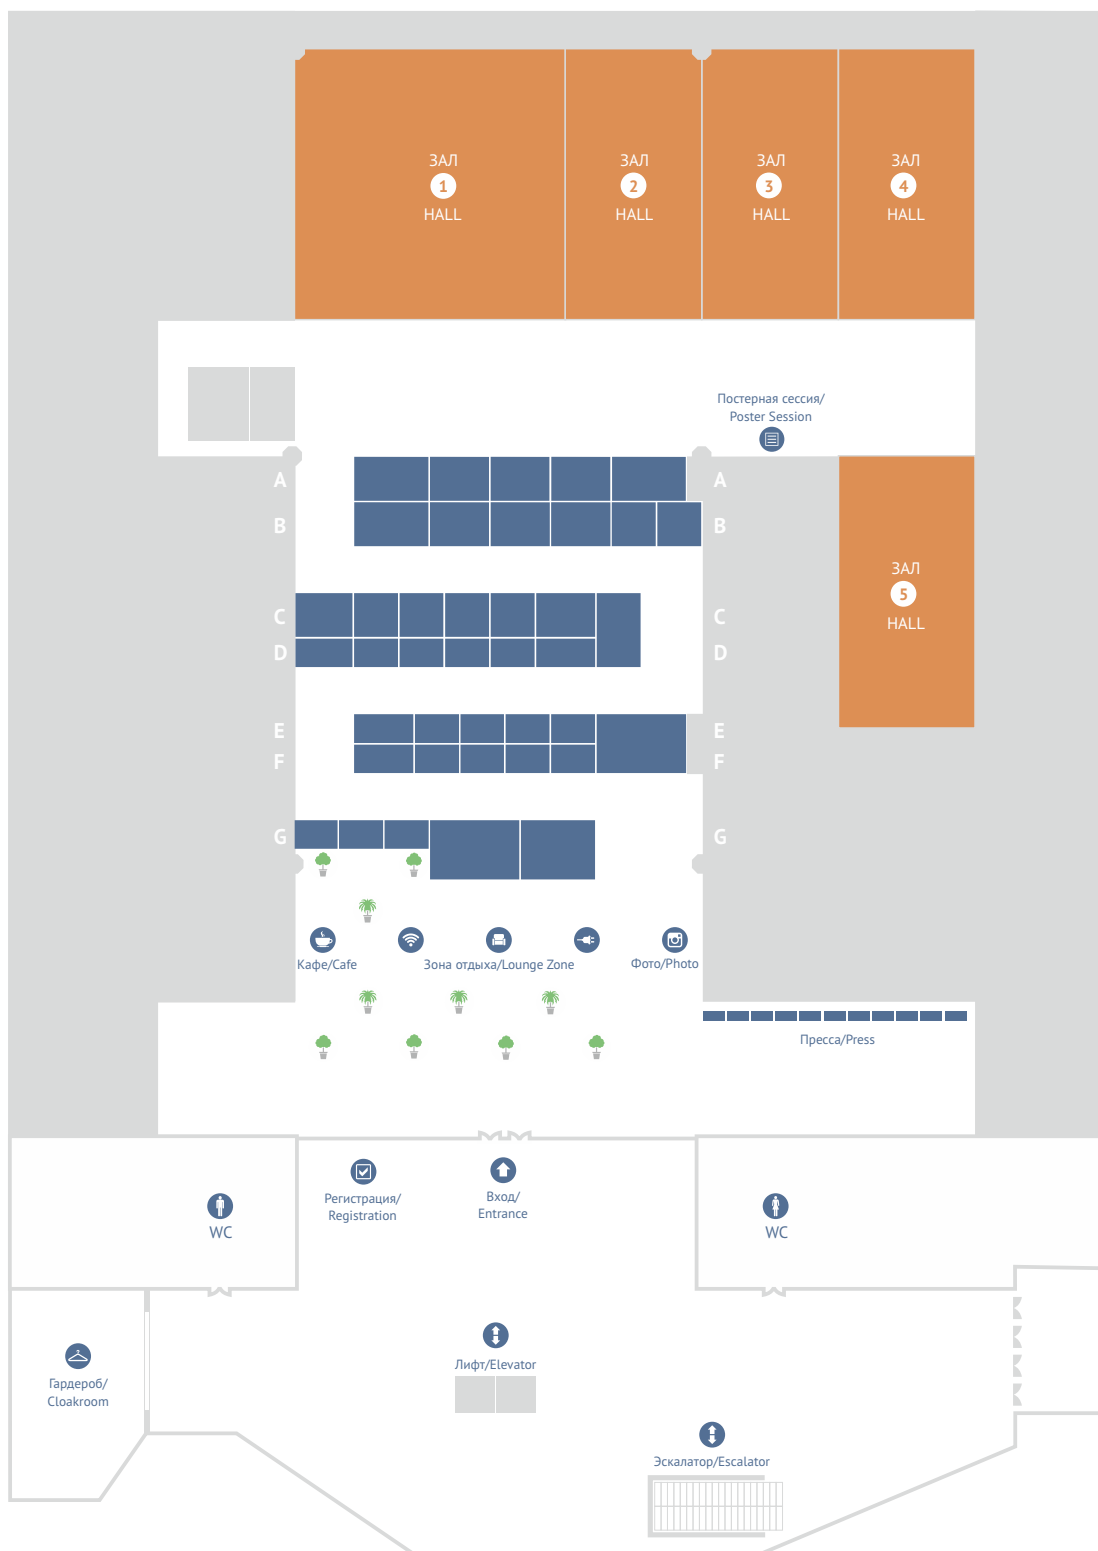 ЗАЛ
1
HALL
ЗАЛ
2
HALL
ЗАЛ
3
HALL
ЗАЛ
4
HALL
Постерная сессия/
Poster Session
A
A
B
B
ЗАЛ
5
HALL
C
C
D
D
E
E
F
F
G
G
Кафе/Cafe
Зона отдыха/Lounge Zone
Фото/Photo
Пресса/Press
Регистрация/
Registration
Вход/
Entrance
WC
WC
Лифт/Elevator
Гардероб/
Cloakroom
Эскалатор/Escalator